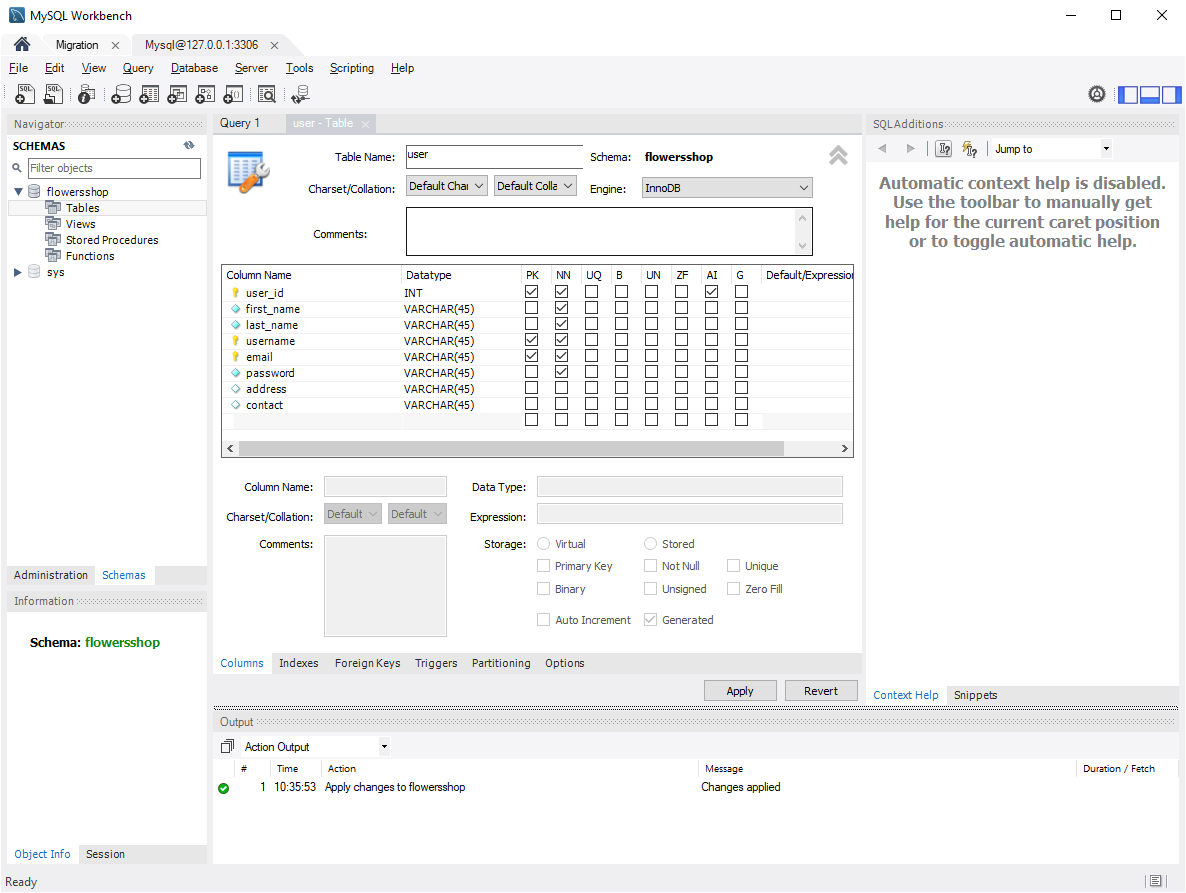 MySQL Workbench
Migration
Mysql@127.0.0.1:3306
File Edit View Query Database Server Tools Scripting Help
Navigator
SCHEMAS
Filter objects
flowersshop
Tables
Views
Stored Procedures
Functions
sys
Administration Schemas
Information
Schema: flowersshop
Object Info Session
Query 1
user - Table
Table Name: user
Schema: flowersshop
Charset/Collation: Default Char Default Colla
Engine: InnoDB
Comments:
Column Name Datatype PK NN UQ B UN ZF AI G Default/Expression
user_id INT
first_name VARCHAR(45)
last_name VARCHAR(45)
username VARCHAR(45)
email VARCHAR(45)
password VARCHAR(45)
address VARCHAR(45)
contact VARCHAR(45)
Column Name: Data Type:
Charset/Collation: Default Default Expression:
Comments: Storage: Virtual Stored
Primary Key Not Null Unique
Binary Unsigned Zero Fill
Auto Increment Generated
Columns Indexes Foreign Keys Triggers Partitioning Options
Apply Revert
SQLAdditions
Jump to
Automatic context help is disabled.
Use the toolbar to manually get
help for the current caret position
or to toggle automatic help.
Context Help Snippets
Output
Action Output
# Time Action Message Duration / Fetch
1 10:35:53 Apply changes to flowersshop Changes applied
Ready